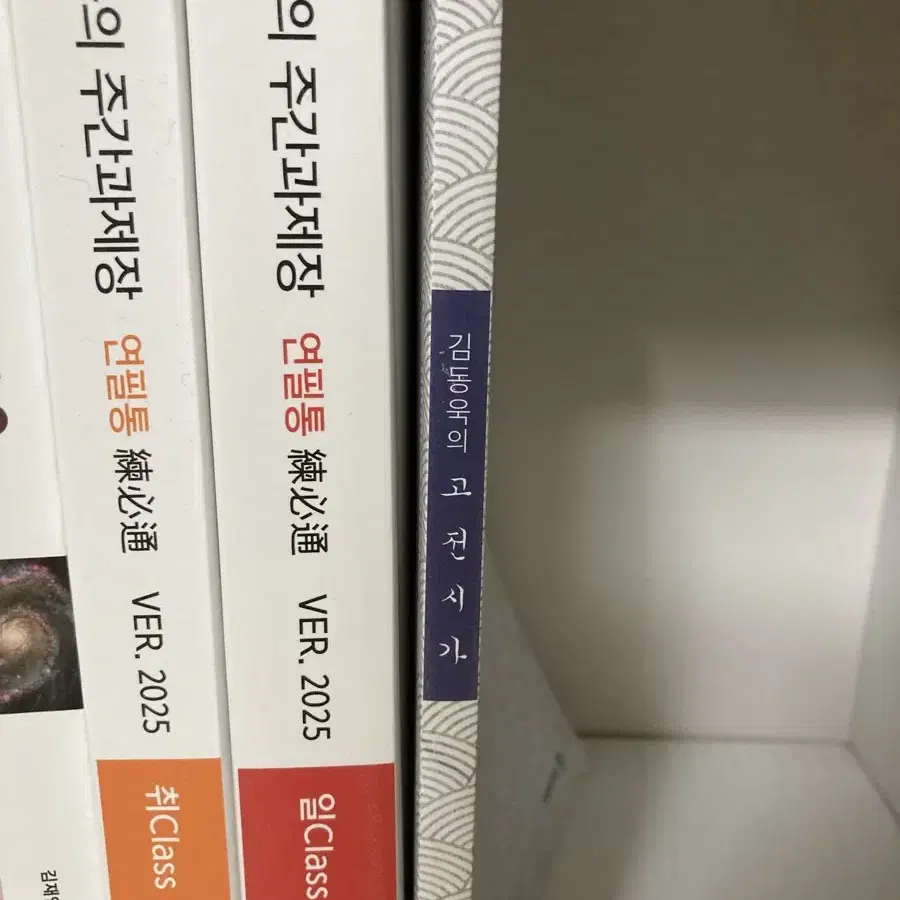 의 주간과제장 연필통 練必通 VER. 2025 취Class
의 주간과제장 연필통 練必通 VER. 2025 일Class
김동욱의 고전시가
김재